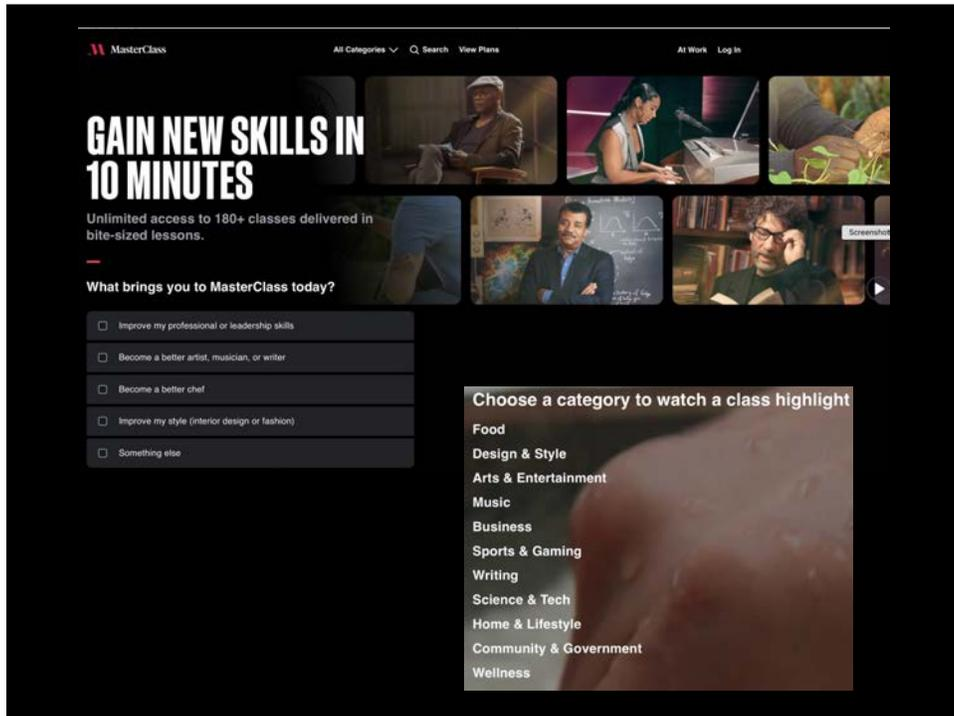 MasterClass
All Categories
Search
View Plans
At Work
Log In
GAIN NEW SKILLS IN
10 MINUTES
Unlimited access to 180+ classes delivered in
bite-sized lessons.
What brings you to MasterClass today?
Improve my professional or leadership skills
Become a better artist, musician, or writer
Become a better chef
Improve my style (interior design or fashion)
Something else
Screenshot
Choose a category to watch a class highlight
Food
Design & Style
Arts & Entertainment
Music
Business
Sports & Gaming
Writing
Science & Tech
Home & Lifestyle
Community & Government
Wellness